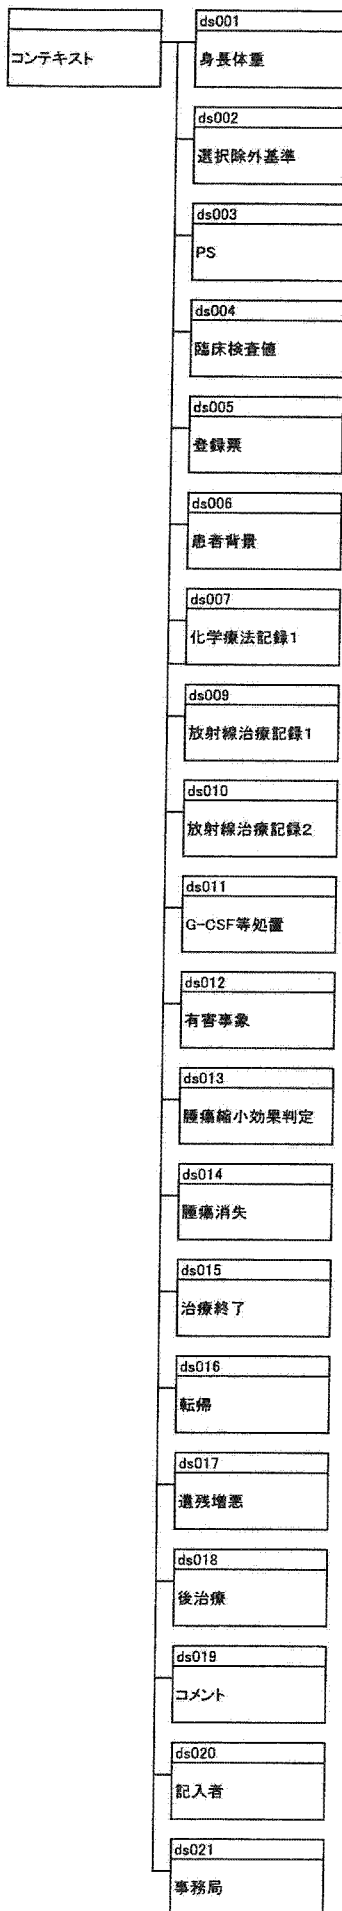 コンテキスト
ds001
身長体重
ds002
選択除外基準
ds003
PS
ds004
臨床検査値
ds005
登録票
ds006
患者背景
ds007
化学療法記録1
ds009
放射線治療記録1
ds010
放射線治療記録2
ds011
G-CSF等処置
ds012
有害事象
ds013
腫瘍縮小効果判定
ds014
腫瘍消失
ds015
治療終了
ds016
転帰
ds017
遺残増悪
ds018
後治療
ds019
コメント
ds020
記入者
ds021
事務局